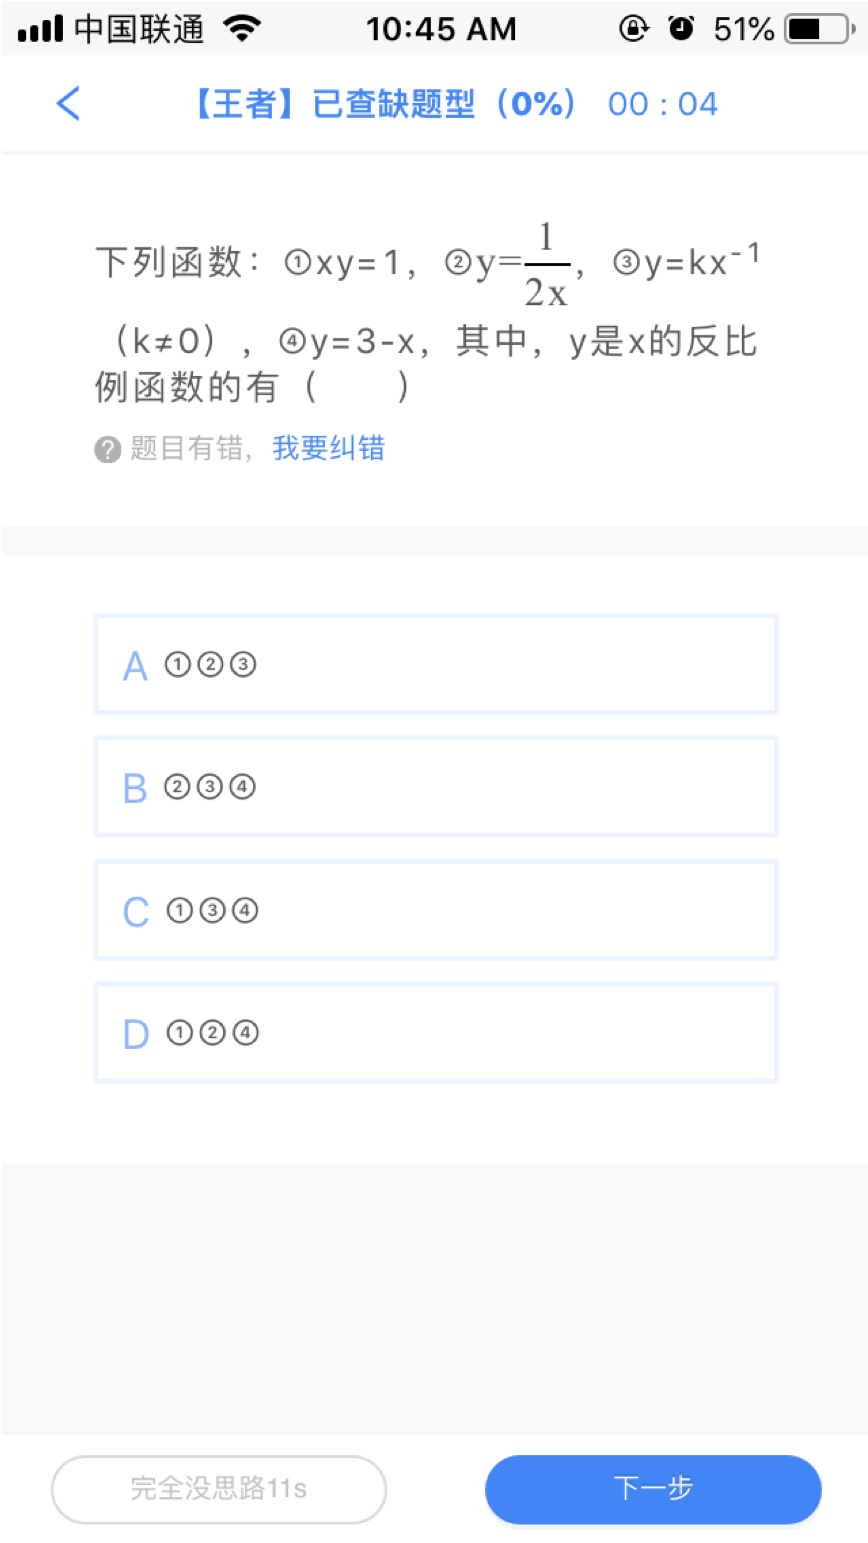 中国联通 10:45 AM 51%
【王者】已查缺题型（0%） 00 : 04
下列函数：①xy=1，②y=1/2x，③y=kx⁻¹
（k≠0），④y=3-x，其中，y是x的反比
例函数的有（　　）
? 题目有错，我要纠错
A ①②③
B ②③④
C ①③④
D ①②④
完全没思路11s 下一步